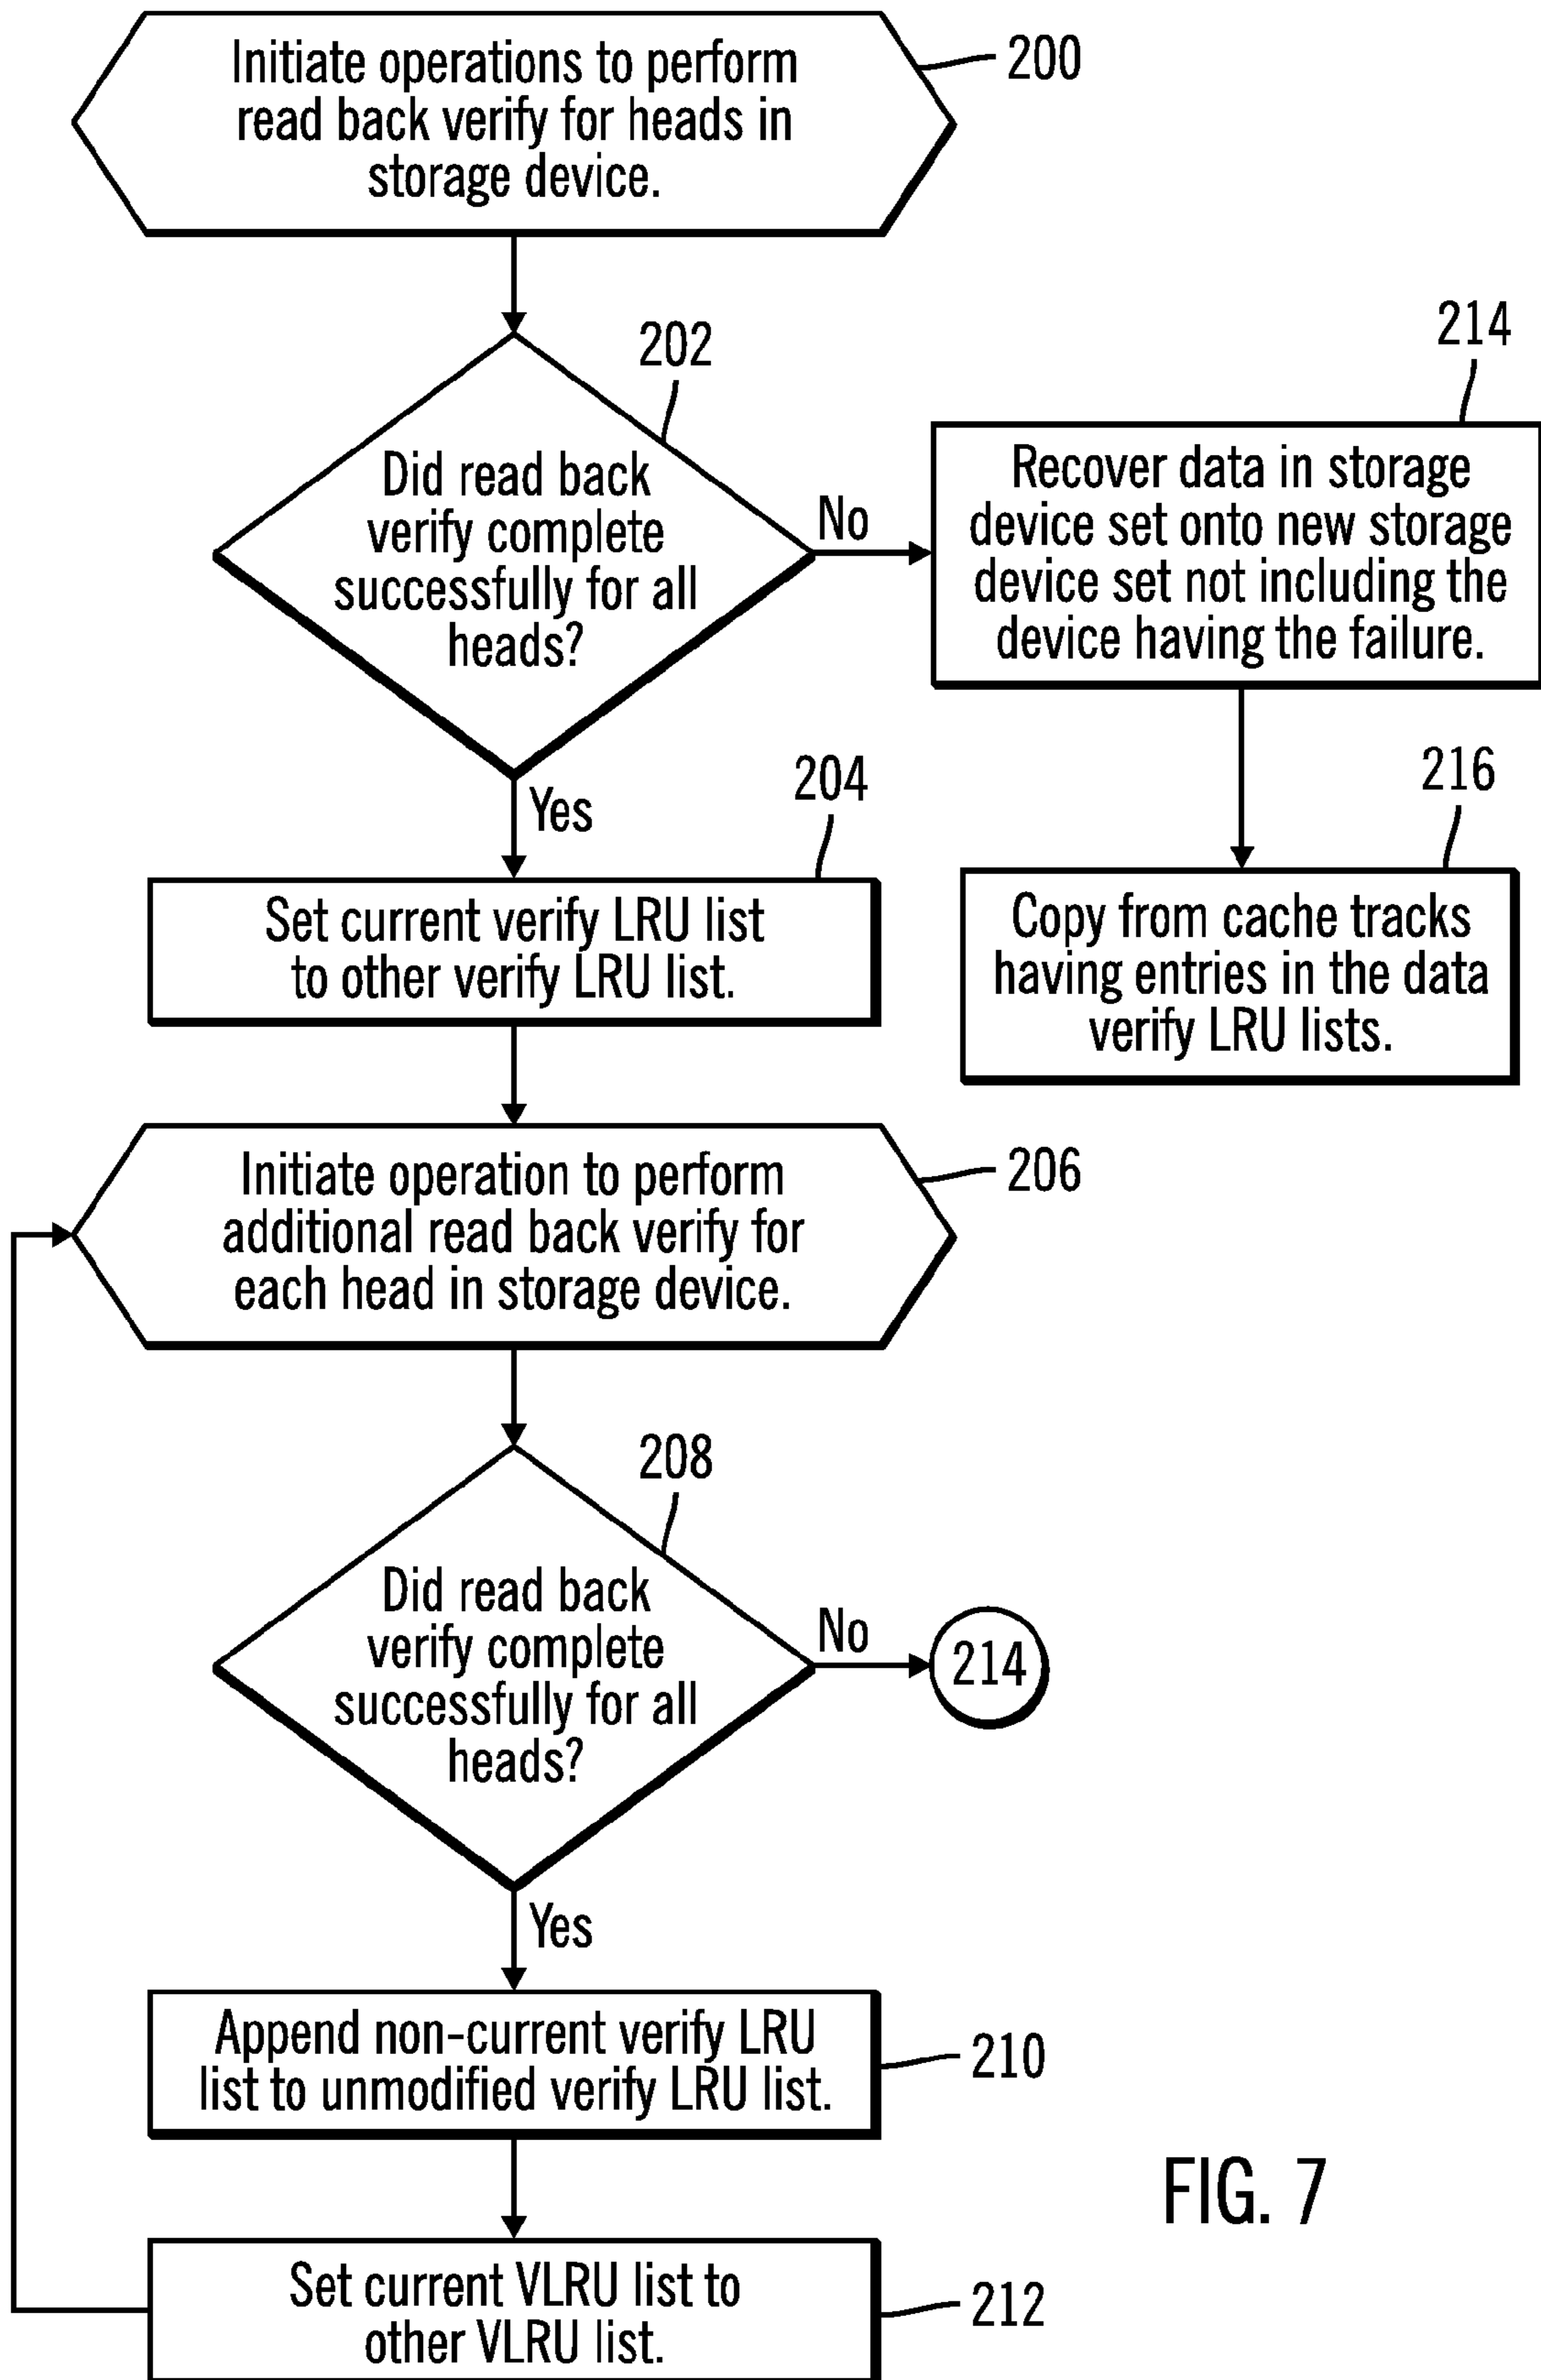 Initiate operations to perform
read back verify for heads in
storage device.
200
202
Did read back
verify complete
successfully for all
heads?
No
Yes
214
Recover data in storage
device set onto new storage
device set not including the
device having the failure.
216
Copy from cache tracks
having entries in the data
verify LRU lists.
204
Set current verify LRU list
to other verify LRU list.
Initiate operation to perform
additional read back verify for
each head in storage device.
206
208
Did read back
verify complete
successfully for all
heads?
No
214
Yes
Append non-current verify LRU
list to unmodified verify LRU list.
210
Set current VLRU list to
other VLRU list.
212
FIG. 7